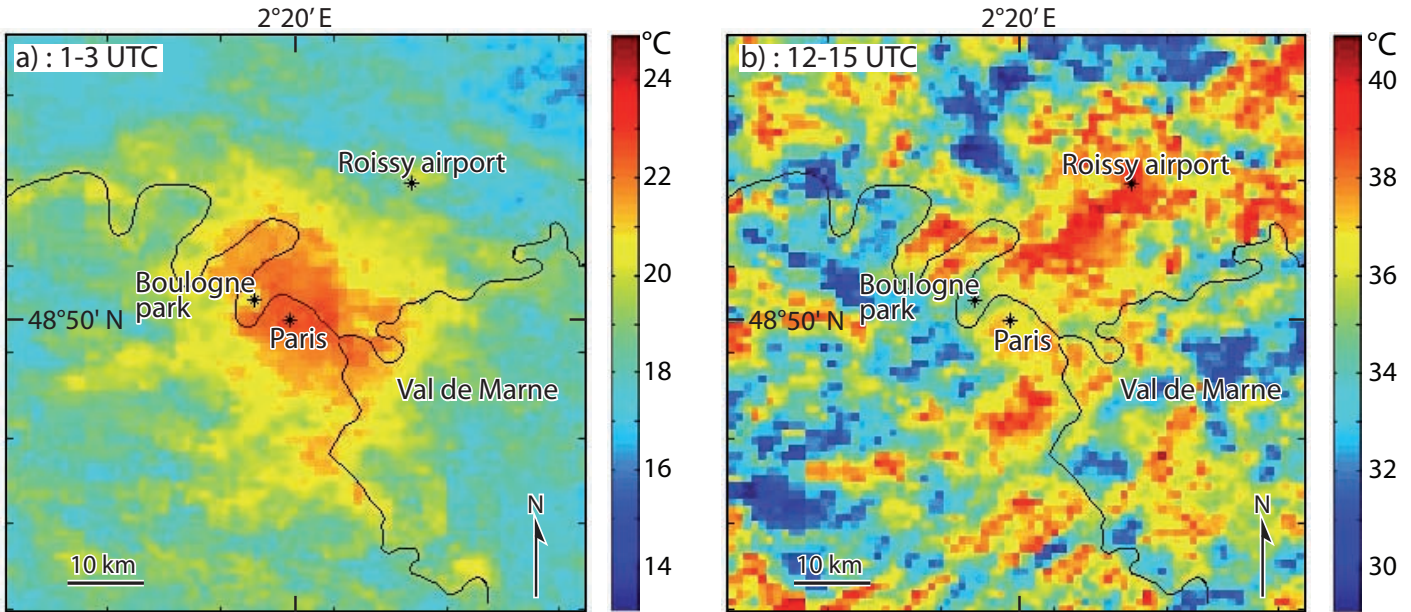 2°20' E
a) : 1-3 UTC
Roissy airport
Boulogne
park
48°50' N
Paris
Val de Marne
N
10 km
°C
24
22
20
18
16
14
2°20' E
b) : 12-15 UTC
Roissy airport
Boulogne
park
48°50' N
Paris
Val de Marne
N
10 km
°C
40
38
36
34
32
30